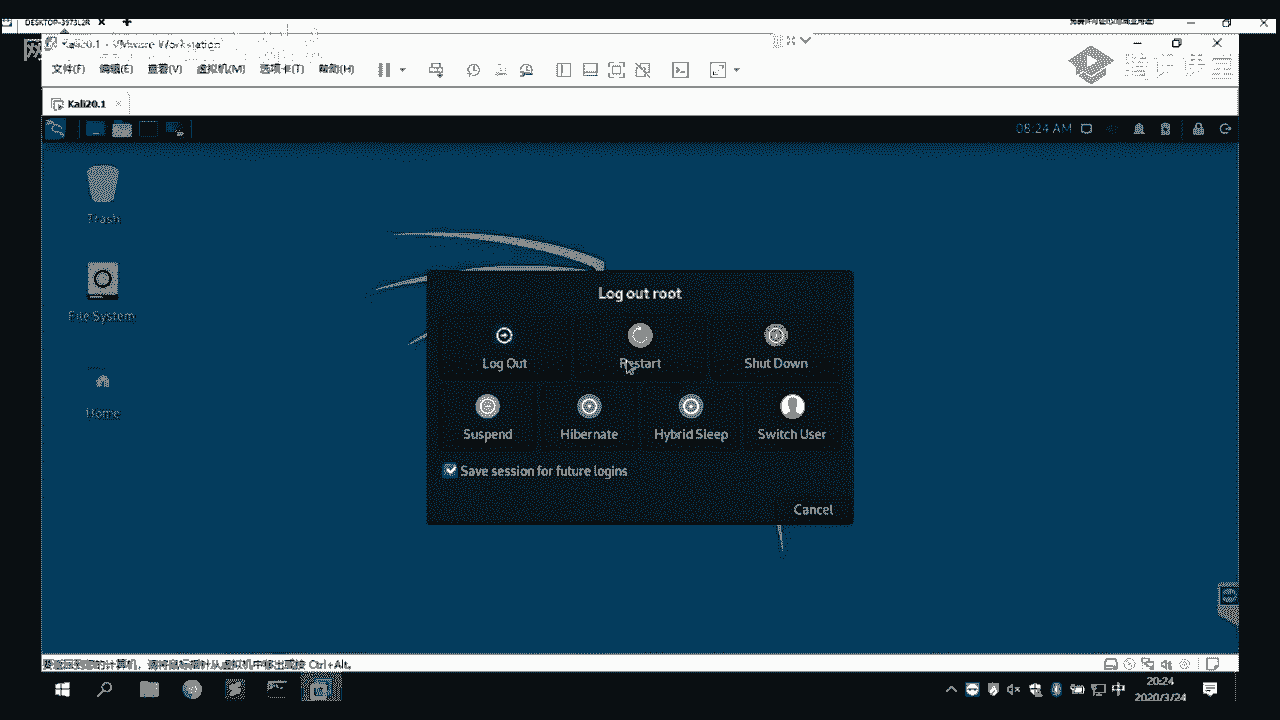 DESKTOP-3973L2R
网
Kali20.1 - VMware Workstation
文件(F) 编辑(E) 查看(V) 虚拟机(M) 选项卡(T) 帮助(H)
Kali20.1
08:24 AM
Trash
File System
Home
Log out root
Log Out Restart Shut Down
Suspend Hibernate Hybrid Sleep Switch User
Save session for future logins
Cancel
要返回到您的计算机，请将鼠标指针从虚拟机中移出或按 Ctrl+Alt。
中
20:24
2020/3/24